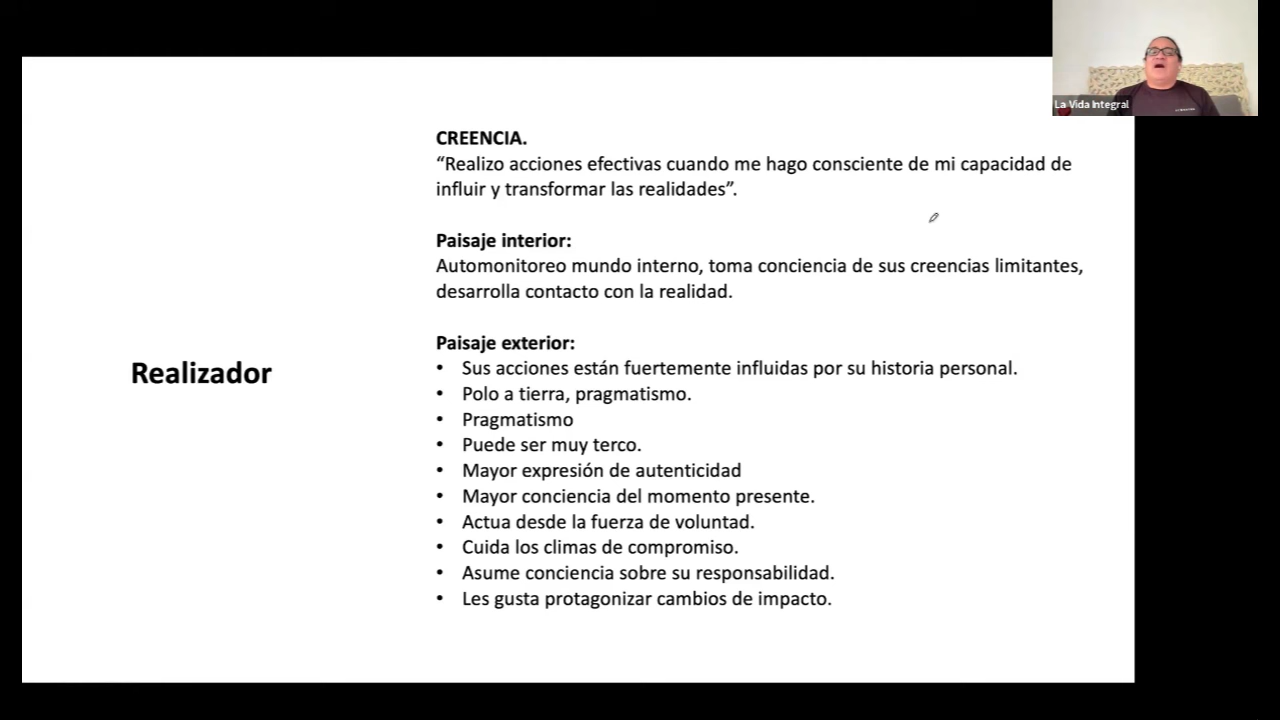 La Vida Integral
CREENCIA.
“Realizo acciones efectivas cuando me hago consciente de mi capacidad de
influir y transformar las realidades”.
Paisaje interior:
Automonitoreo mundo interno, toma conciencia de sus creencias limitantes,
desarrolla contacto con la realidad.
Realizador
Paisaje exterior:
• Sus acciones están fuertemente influidas por su historia personal.
• Polo a tierra, pragmatismo.
• Pragmatismo
• Puede ser muy terco.
• Mayor expresión de autenticidad
• Mayor conciencia del momento presente.
• Actua desde la fuerza de voluntad.
• Cuida los climas de compromiso.
• Asume conciencia sobre su responsabilidad.
• Les gusta protagonizar cambios de impacto.